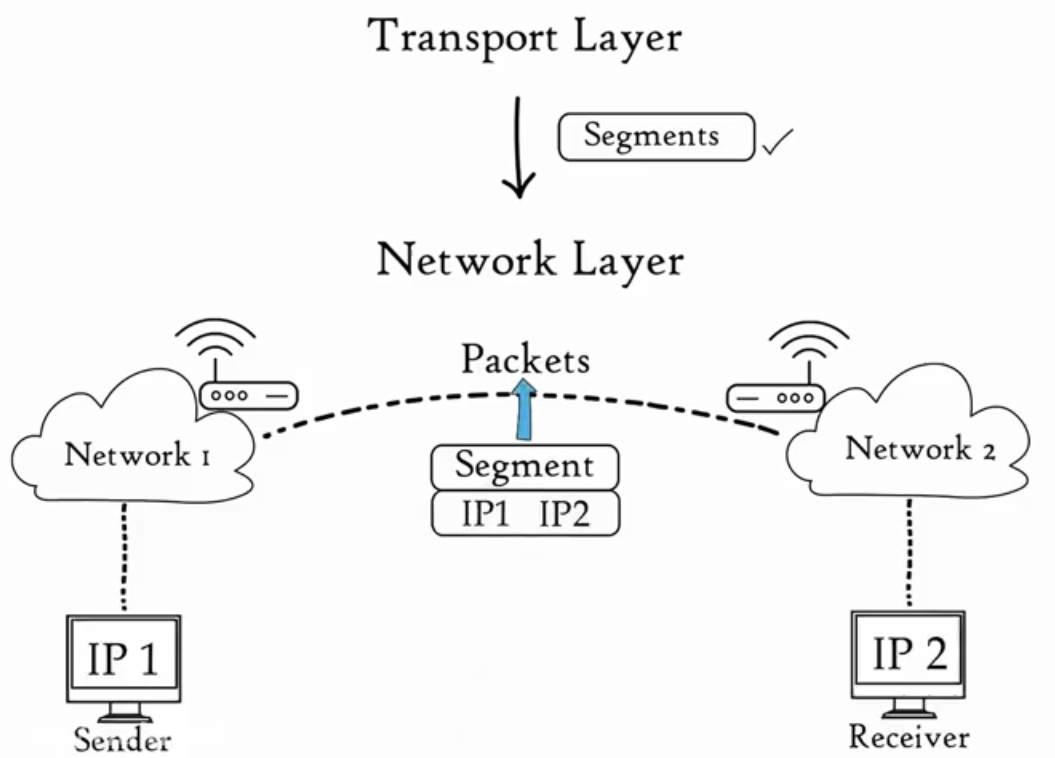 Transport Layer
Segments
Network Layer
Packets
Network 1
Network 2
Segment
IP1 IP2
IP 1
IP 2
Sender
Receiver